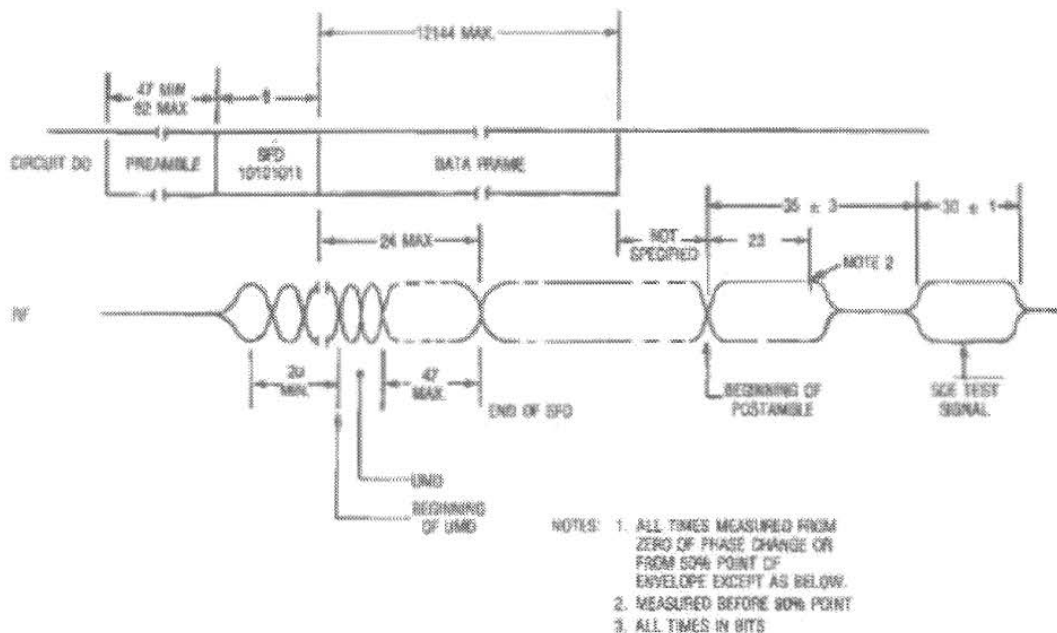 12144 MAX.
47 MIN
62 MAX
8
CIRCUIT DO
PREAMBLE
SFD
10101011
DATA FRAME
35 ± 3
30 ± 1
24 MAX
NOT
SPECIFIED
23
NOTE 2
RF
MIN.
47
MAX.
END OF SFD
BEGINNING OF
POSTAMBLE
SQE TEST
SIGNAL
UMD
BEGINNING
OF UMD
NOTES: 1. ALL TIMES MEASURED FROM
ZERO OF PHASE CHANGE OR
FROM 50% POINT OF
ENVELOPE EXCEPT AS BELOW.
2. MEASURED BEFORE 90% POINT
3. ALL TIMES IN BITS